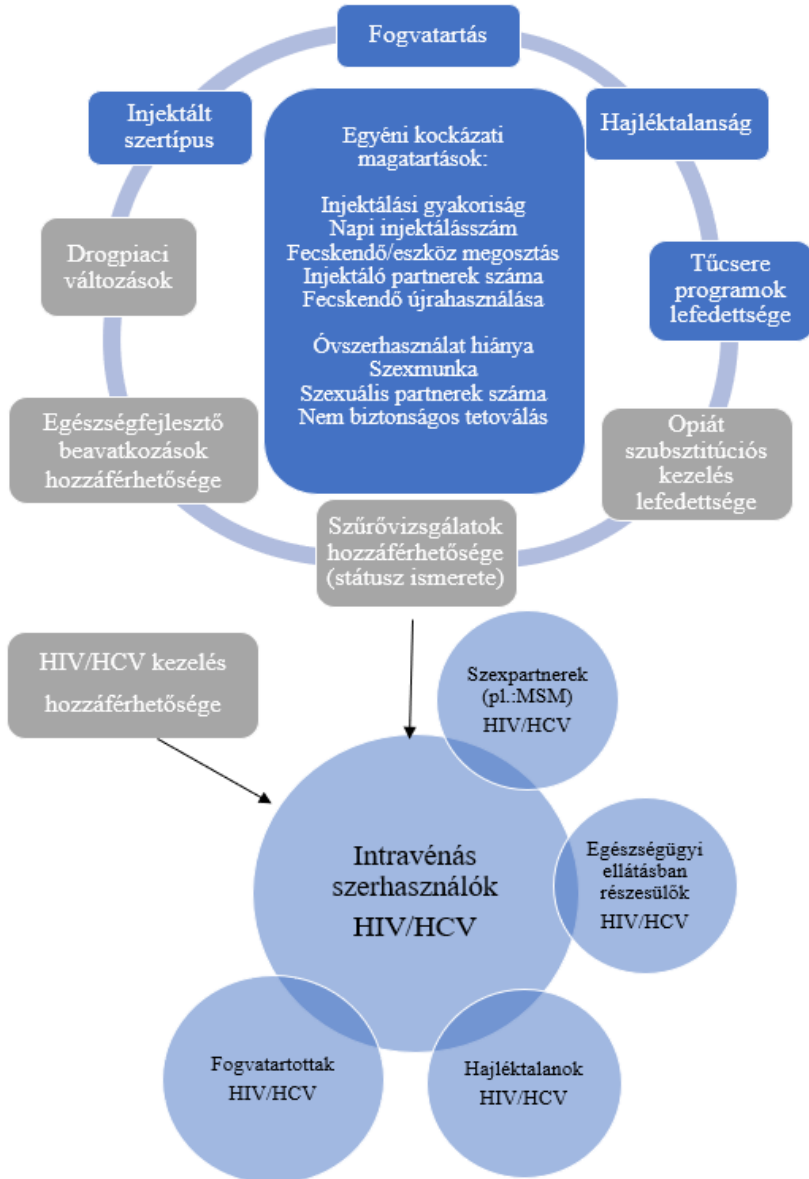 Fogvatartás
Injektált
szertípus
Hajléktalanság
Egyéni kockázati
magatartások:
Injektálási gyakoriság
Napi injektálásszám
Fecskendő/eszköz megosztás
Injektáló partnerek száma
Fecskendő újrahasználása
Óvszerhasználat hiánya
Szexmunka
Szexuális partnerek száma
Nem biztonságos tetoválás
Drogpiaci
változások
Tűcsere
programok
lefedettsége
Egészségfejlesztő
beavatkozások
hozzáférhetősége
Opiát
szubsztitúciós
kezelés
lefedettsége
Szűrővizsgálatok
hozzáférhetősége
(státusz ismerete)
HIV/HCV kezelés
hozzáférhetősége
Szexpartnerek
(pl.:MSM)
HIV/HCV
Intravénás
szerhasználók
HIV/HCV
Egészségügyi
ellátásban
részesülők
HIV/HCV
Fogvatartottak
HIV/HCV
Hajléktalanok
HIV/HCV